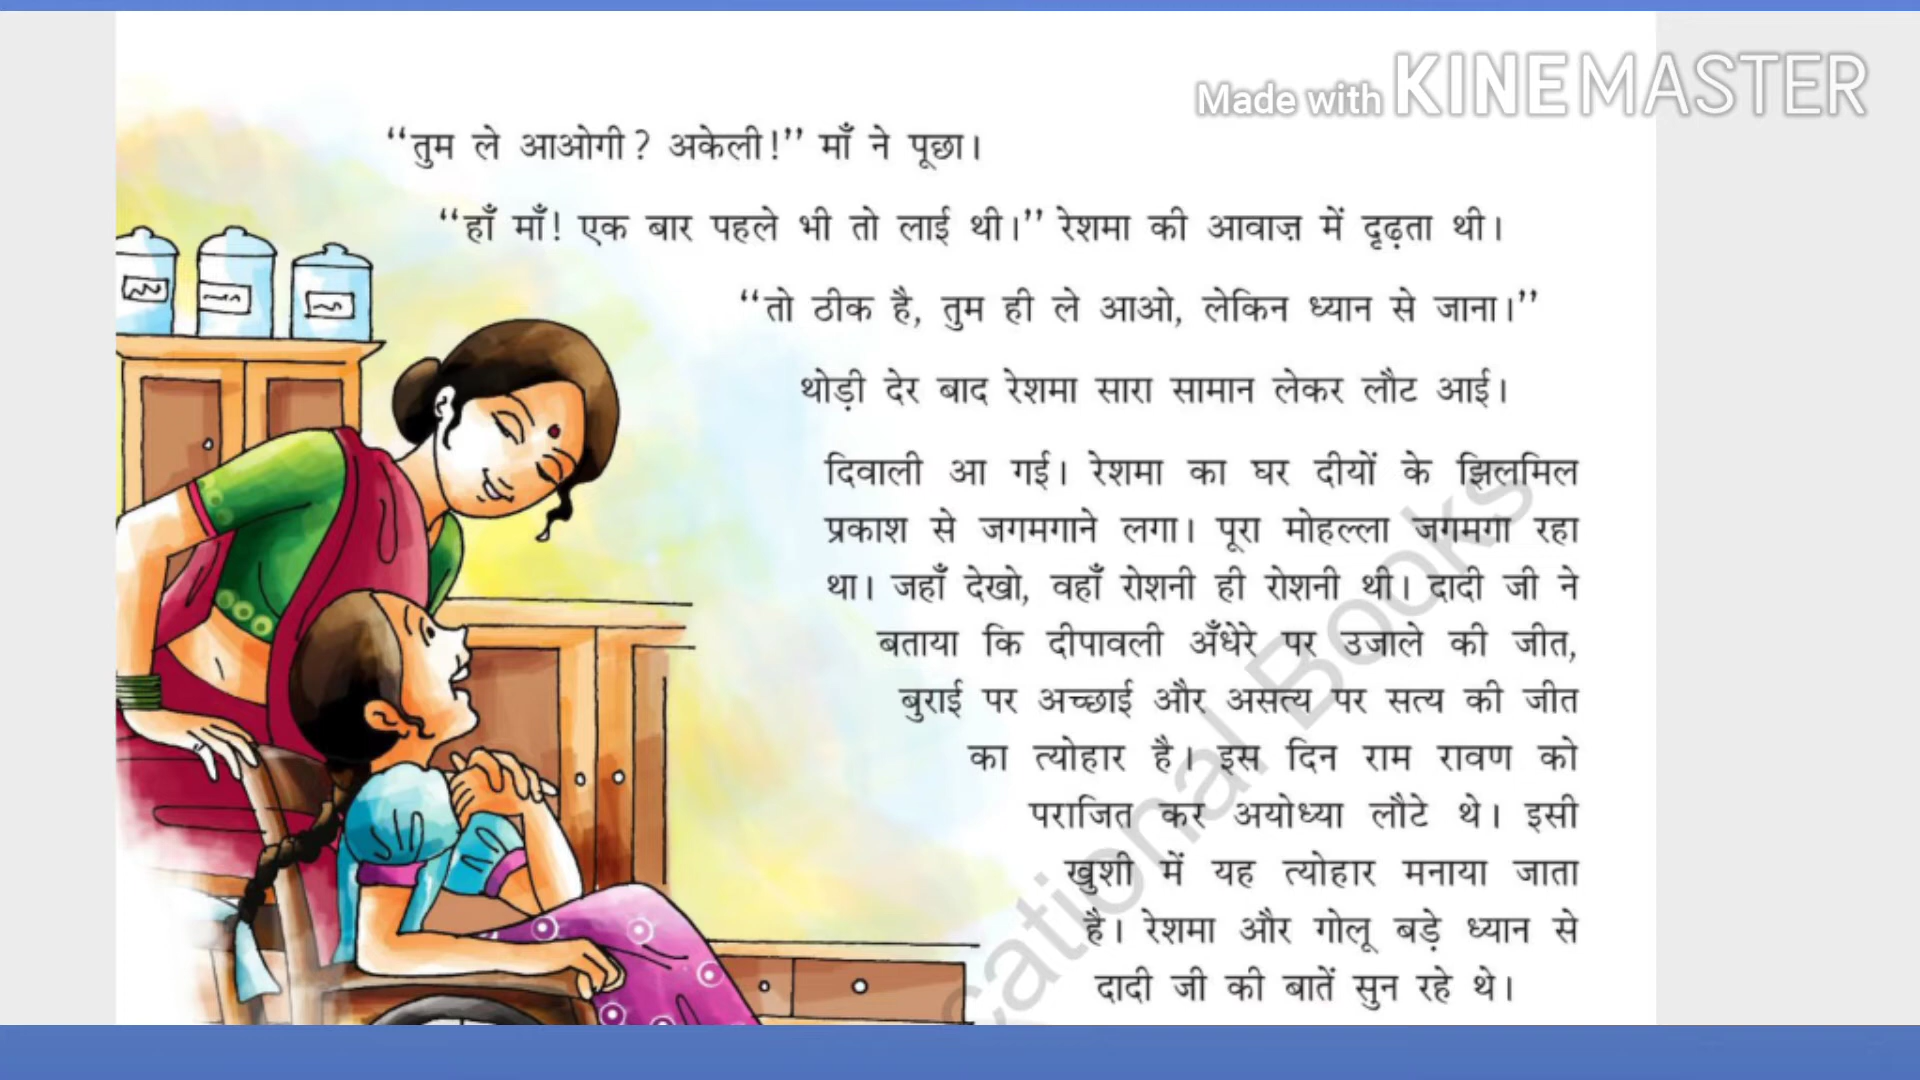 Made with KINEMASTER
“तुम ले आओगी? अकेली!” माँ ने पूछा।
“हाँ माँ! एक बार पहले भी तो लाई थी।” रेशमा की आवाज़ में दृढ़ता थी।
“तो ठीक है, तुम ही ले आओ, लेकिन ध्यान से जाना।”
थोड़ी देर बाद रेशमा सारा सामान लेकर लौट आई।
दिवाली आ गई। रेशमा का घर दीयों के झिलमिल
प्रकाश से जगमगाने लगा। पूरा मोहल्ला जगमगा रहा
था। जहाँ देखो, वहाँ रोशनी ही रोशनी थी। दादी जी ने
बताया कि दीपावली अँधेरे पर उजाले की जीत,
बुराई पर अच्छाई और असत्य पर सत्य की जीत
का त्योहार है। इस दिन राम रावण को
पराजित कर अयोध्या लौटे थे। इसी
खुशी में यह त्योहार मनाया जाता
है। रेशमा और गोलू बड़े ध्यान से
दादी जी की बातें सुन रहे थे।
cational Books